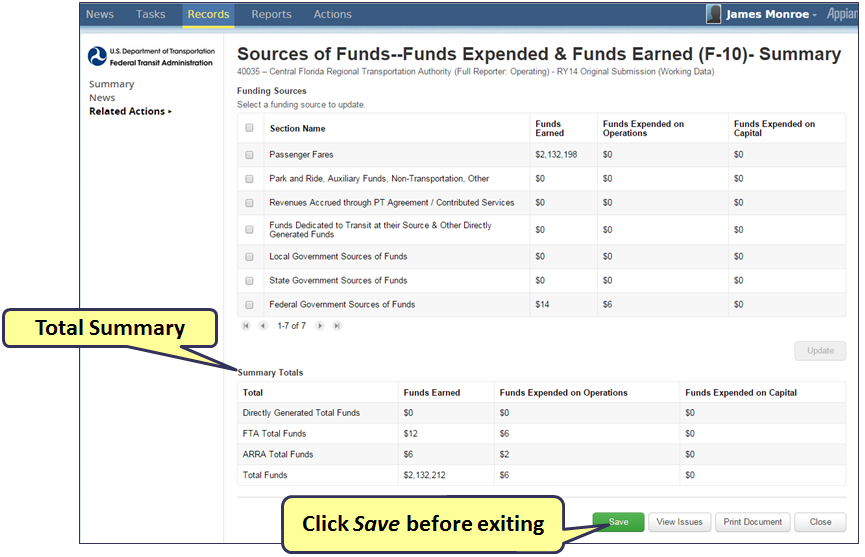 News Tasks Records Reports Actions James Monroe Appian
U.S. Department of Transportation
Federal Transit Administration
Summary
News
Related Actions
Sources of Funds--Funds Expended & Funds Earned (F-10)- Summary
40035 – Central Florida Regional Transportation Authority (Full Reporter: Operating) - RY14 Original Submission (Working Data)
Funding Sources
Select a funding source to update.
Section Name Funds Earned Funds Expended on Operations Funds Expended on Capital
Passenger Fares $2,132,198 $0 $0
Park and Ride, Auxiliary Funds, Non-Transportation, Other $0 $0 $0
Revenues Accrued through PT Agreement / Contributed Services $0 $0 $0
Funds Dedicated to Transit at their Source & Other Directly
Generated Funds $0 $0 $0
Local Government Sources of Funds $0 $0 $0
State Government Sources of Funds $0 $0 $0
Federal Government Sources of Funds $14 $6 $0
1-7 of 7
Update
Total Summary
Summary Totals
Total Funds Earned Funds Expended on Operations Funds Expended on Capital
Directly Generated Total Funds $0 $0 $0
FTA Total Funds $12 $6 $0
ARRA Total Funds $6 $2 $0
Total Funds $2,132,212 $6 $0
Click Save before exiting
Save View Issues Print Document Close